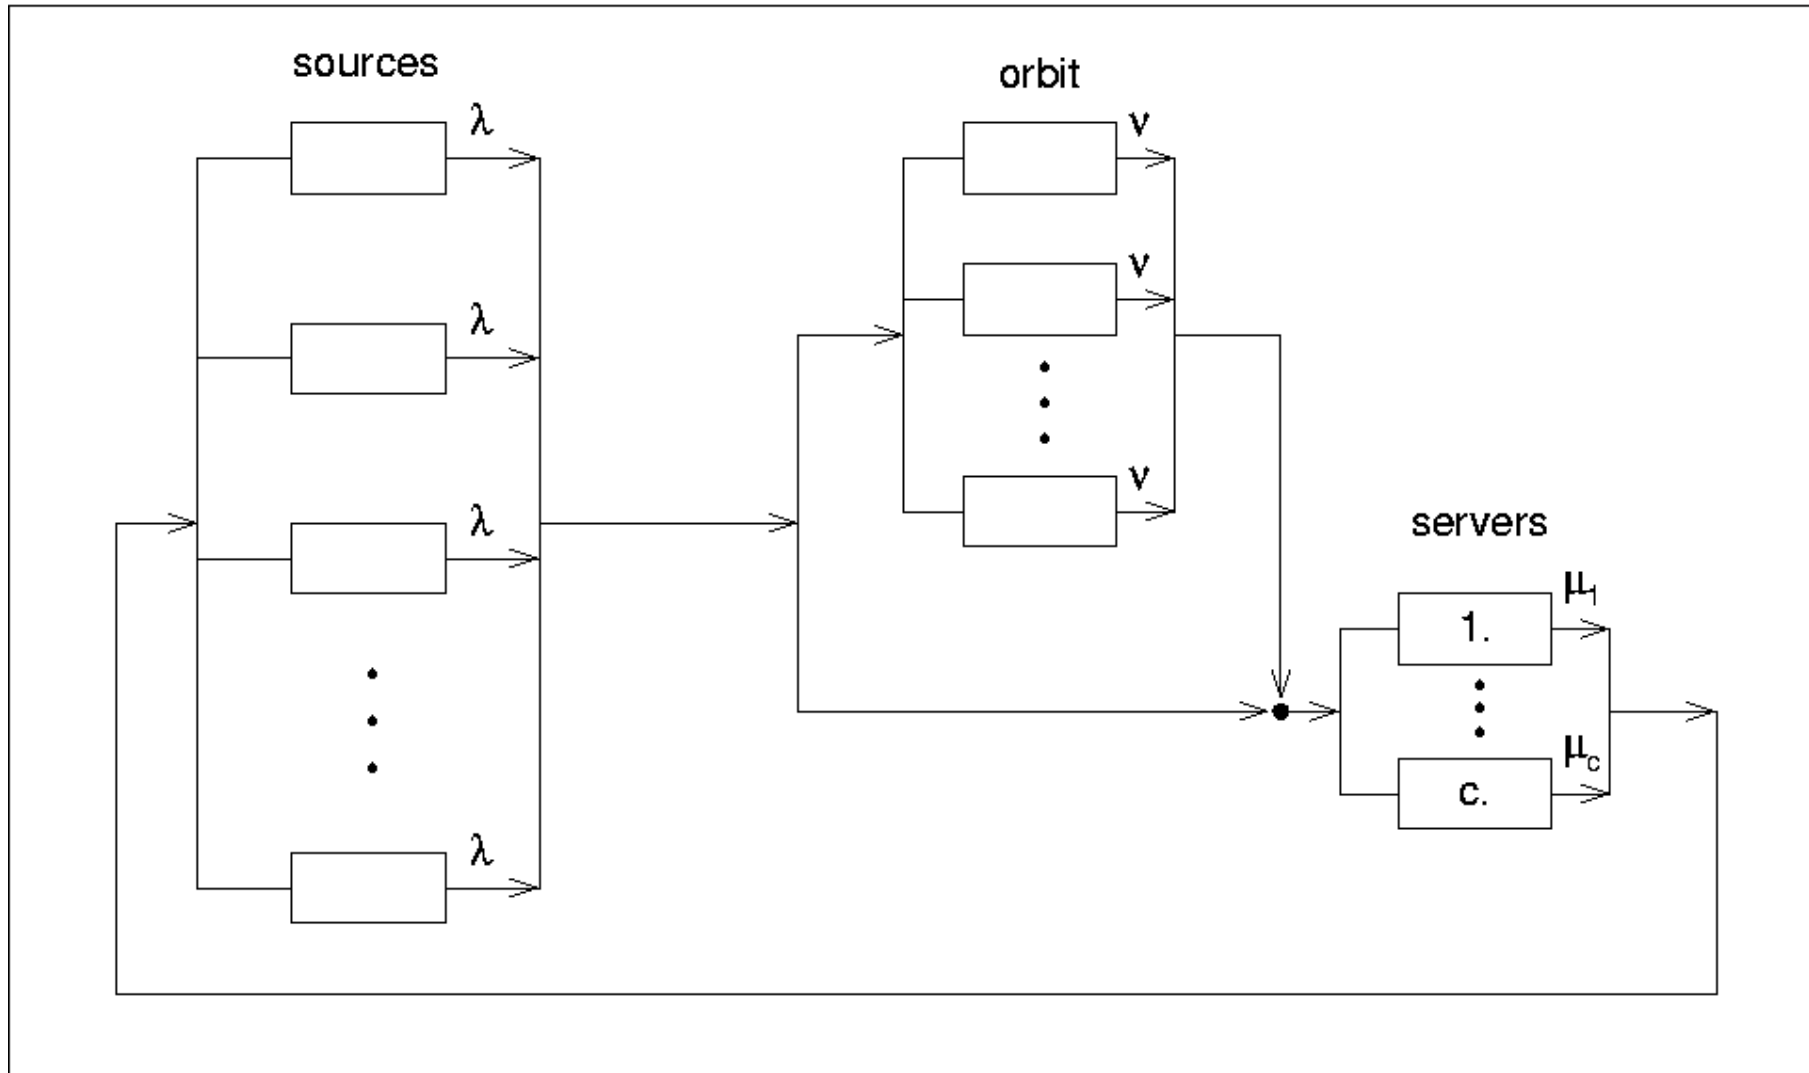 sources
orbit
λ
ν
λ
ν
λ
ν
servers
μ1
1.
μc
c.
λ